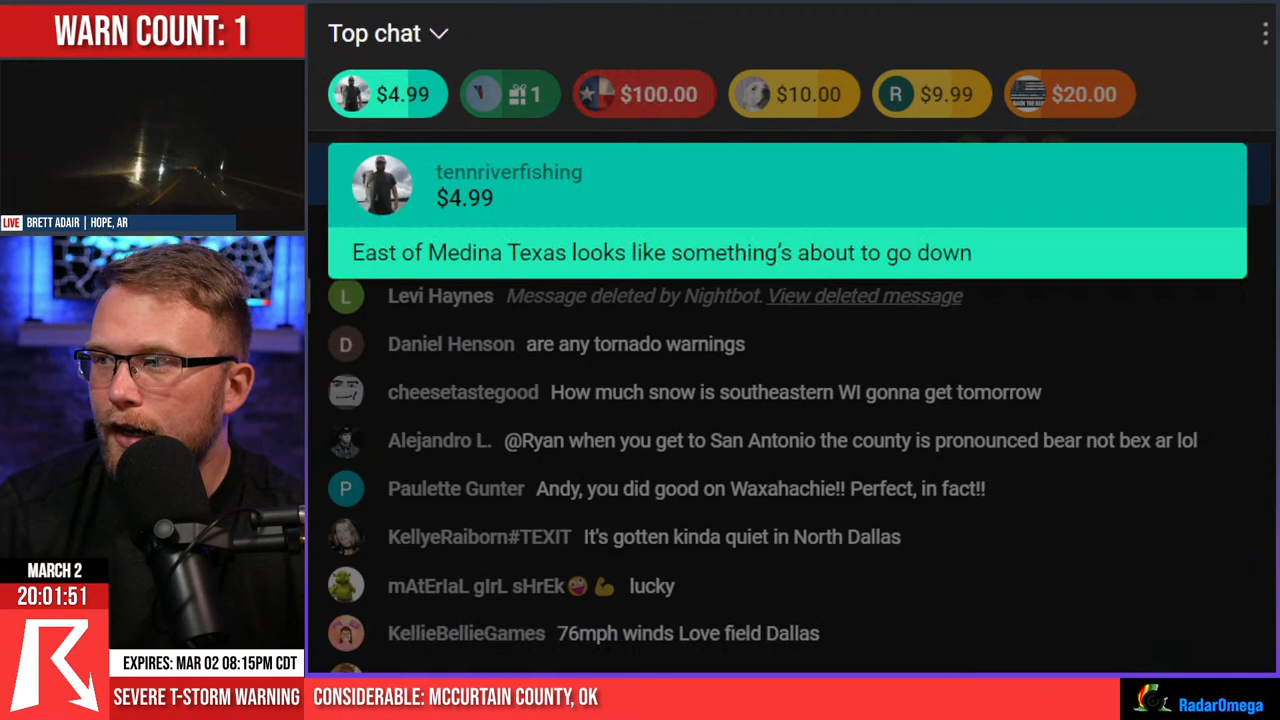 WARN COUNT: 1
Top chat
$4.99
1
$100.00
$10.00
R
$9.99
$20.00
tennriverfishing
$4.99
East of Medina Texas looks like something's about to go down
LIVE BRETT ADAIR | HOPE, AR
L Levi Haynes Message deleted by Nightbot. View deleted message
D Daniel Henson are any tornado warnings
cheesetastegood How much snow is southeastern WI gonna get tomorrow
Alejandro L. @Ryan when you get to San Antonio the county is pronounced bear not bex ar lol
P Paulette Gunter Andy, you did good on Waxahachie!! Perfect, in fact!!
KellyeRaiborn#TEXIT It's gotten kinda quiet in North Dallas
mAtErIaL gIrL sHrEk🤪💪 lucky
KellieBellieGames 76mph winds Love field Dallas
MARCH 2
20:01:51
EXPIRES: MAR 02 08:15PM CDT
SEVERE T-STORM WARNING
CONSIDERABLE: MCCURTAIN COUNTY, OK
RadarOmega